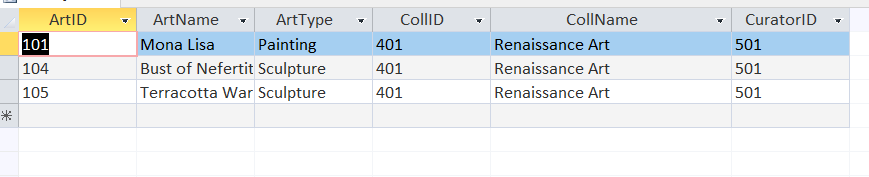 ArtID ArtName ArtType CollID CollName CuratorID
101 Mona Lisa Painting 401 Renaissance Art 501
104 Bust of Nefertit Sculpture 401 Renaissance Art 501
105 Terracotta War Sculpture 401 Renaissance Art 501